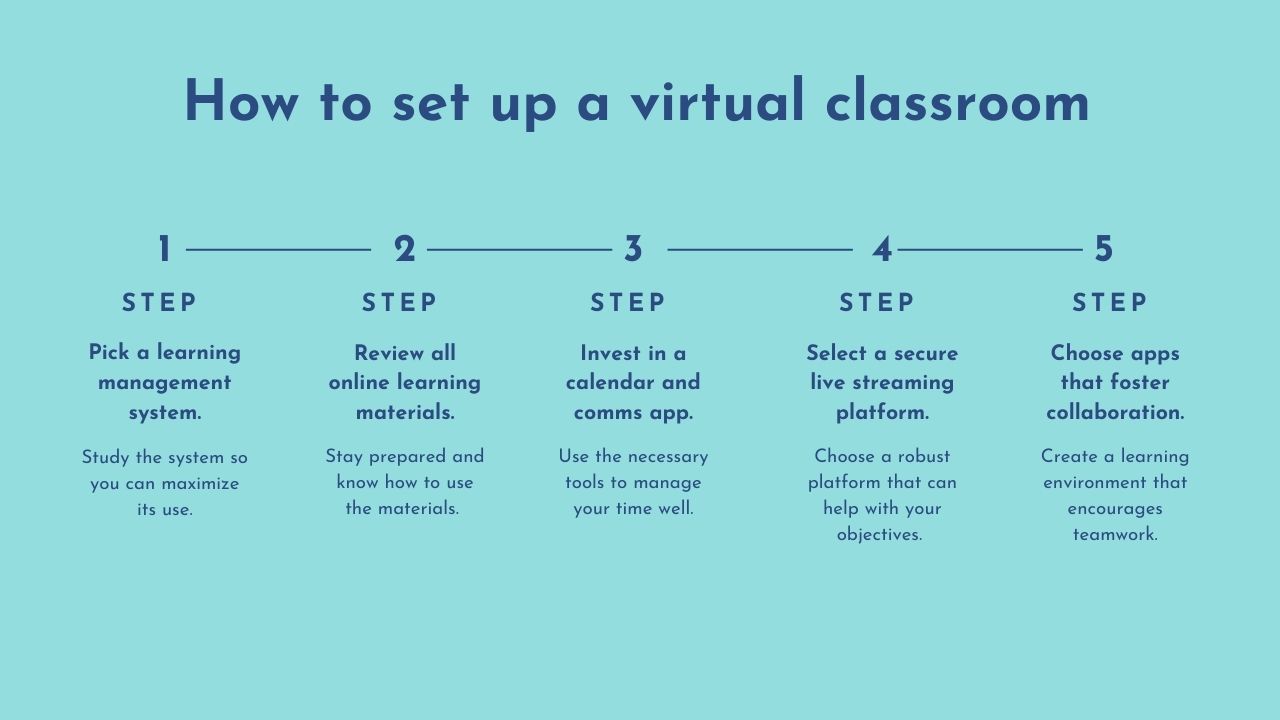 How to set up a virtual classroom
1
STEP
Pick a learning
management
system.
Study the system so
you can maximize
its use.
2
STEP
Review all
online learning
materials.
Stay prepared and
know how to use
the materials.
3
STEP
Invest in a
calendar and
comms app.
Use the necessary
tools to manage
your time well.
4
STEP
Select a secure
live streaming
platform.
Choose a robust
platform that can
help with your
objectives.
5
STEP
Choose apps
that foster
collaboration.
Create a learning
environment that
encourages
teamwork.